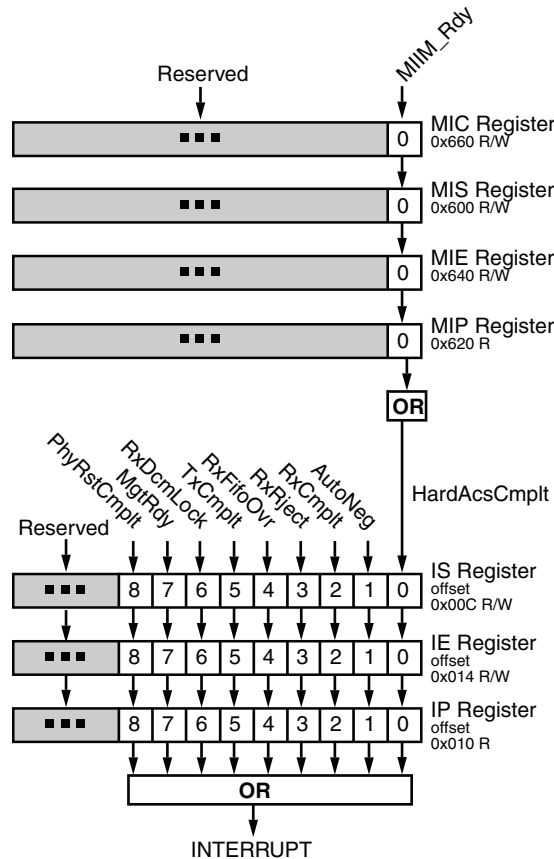 MIIM_Rdy
Reserved
0
MIC Register
0x660 R/W
0
MIS Register
0x600 R/W
0
MIE Register
0x640 R/W
0
MIP Register
0x620 R
OR
HardAcsCmplt
PhyRstCmplt
MgtRdy
RxDcmLock
TxCmplt
RxFifoOvr
RxRject
RxCmplt
AutoNeg
Reserved
8 7 6 5 4 3 2 1 0
IS Register
offset
0x00C R/W
8 7 6 5 4 3 2 1 0
IE Register
offset
0x014 R/W
8 7 6 5 4 3 2 1 0
IP Register
offset
0x010 R
OR
INTERRUPT